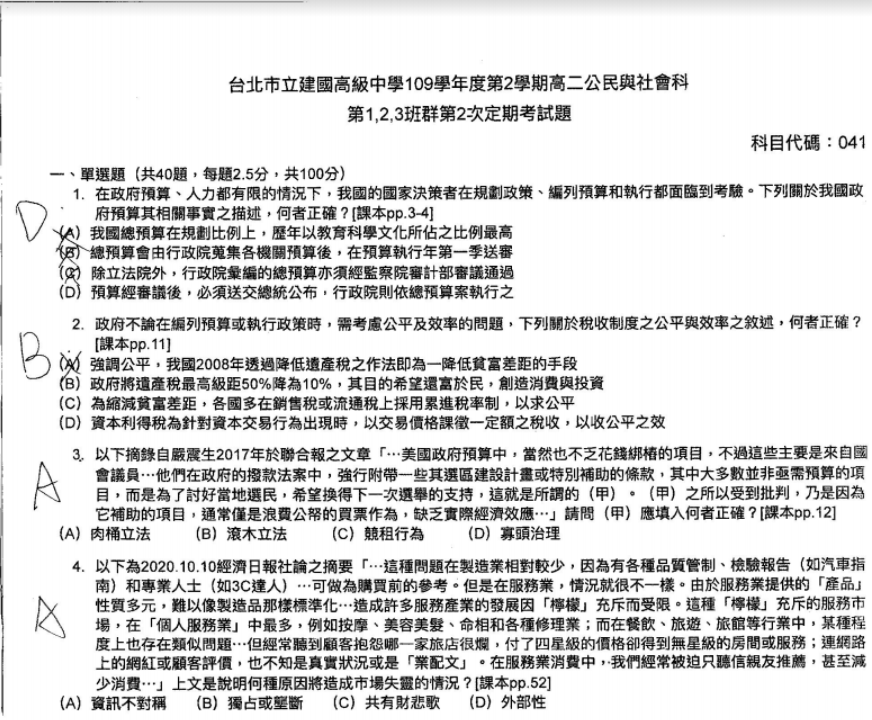 台北市立建國高級中學109學年度第2學期高二公民與社會科
第1,2,3班群第2次定期考試題
科目代碼:041
一、單選題(共40題,每題2.5分,共100分)
1. 在政府預算、人力都有限的情況下,我國的國家決策者在規劃政策、編列預算和執行都面臨到考驗。下列關於我國政
府預算其相關事實之描述,何者正確?[課本pp.3-4]
D
(A) 我國總預算在規劃比例上,歷年以教育科學文化所佔之比例最高
(B) 總預算會由行政院蒐集各機關預算後,在預算執行年第一季送審
(C) 除立法院外,行政院彙編的總預算亦須經監察院審計部審議通過
(D) 預算經審議後,必須送交總統公布,行政院則依總預算案執行之
2. 政府不論在編列預算或執行政策時,需考慮公平及效率的問題,下列關於稅收制度之公平與效率之敘述,何者正確?
[課本pp.11]
B
(A) 強調公平,我國2008年透過降低遺產稅之作法即為一降低貧富差距的手段
(B) 政府將遺產稅最高級距50%降為10%,其目的希望還富於民,創造消費與投資
(C) 為縮減貧富差距,各國多在銷售稅或流通稅上採用累進稅率制,以求公平
(D) 資本利得稅為針對資本交易行為出現時,以交易價格課徵一定額之稅收,以收公平之效
3. 以下摘錄自嚴震生2017年於聯合報之文章「…美國政府預算中,當然也不乏花錢綁樁的項目,不過這些主要是來自國
會議員…他們在政府的撥款法案中,強行附帶一些其選區建設計畫或特別補助的條款,其中大多數並非亟需預算的項
A
目,而是為了討好當地選民,希望換得下一次選舉的支持,這就是所謂的(甲)。(甲)之所以受到批判,乃是因為
它補助的項目,通常僅是浪費公帑的買票作為,缺乏實際經濟效應…」請問(甲)應填入何者正確?[課本pp.12]
(A) 肉桶立法 (B) 滾木立法 (C) 競租行為 (D) 寡頭治理
4. 以下為2020.10.10經濟日報社論之摘要「…這種問題在製造業相對較少,因為有各種品質管制、檢驗報告(如汽車指
南)和專業人士(如3C達人)…可做為購買前的參考。但是在服務業,情況就很不一樣。由於服務業提供的「產品」
性質多元,難以像製造品那樣標準化…造成許多服務產業的發展因「檸檬」充斥而受限。這種「檸檬」充斥的服務市
A
場,在「個人服務業」中最多,例如按摩、美容美髮、命相和各種修理業;而在餐飲、旅遊、旅館等行業中,某種程
度上也存在類似問題…但經常聽到顧客抱怨哪一家旅店很爛,付了四星級的價格卻得到無星級的房間或服務;連網路
上的網紅或顧客評價,也不知是真實狀況或是「業配文」。在服務業消費中,我們經常被迫只聽信親友推薦,甚至減
少消費…」上文是說明何種原因將造成市場失靈的情況?[課本pp.52]
(A) 資訊不對稱 (B) 獨占或壟斷 (C) 共有財悲歌 (D) 外部性